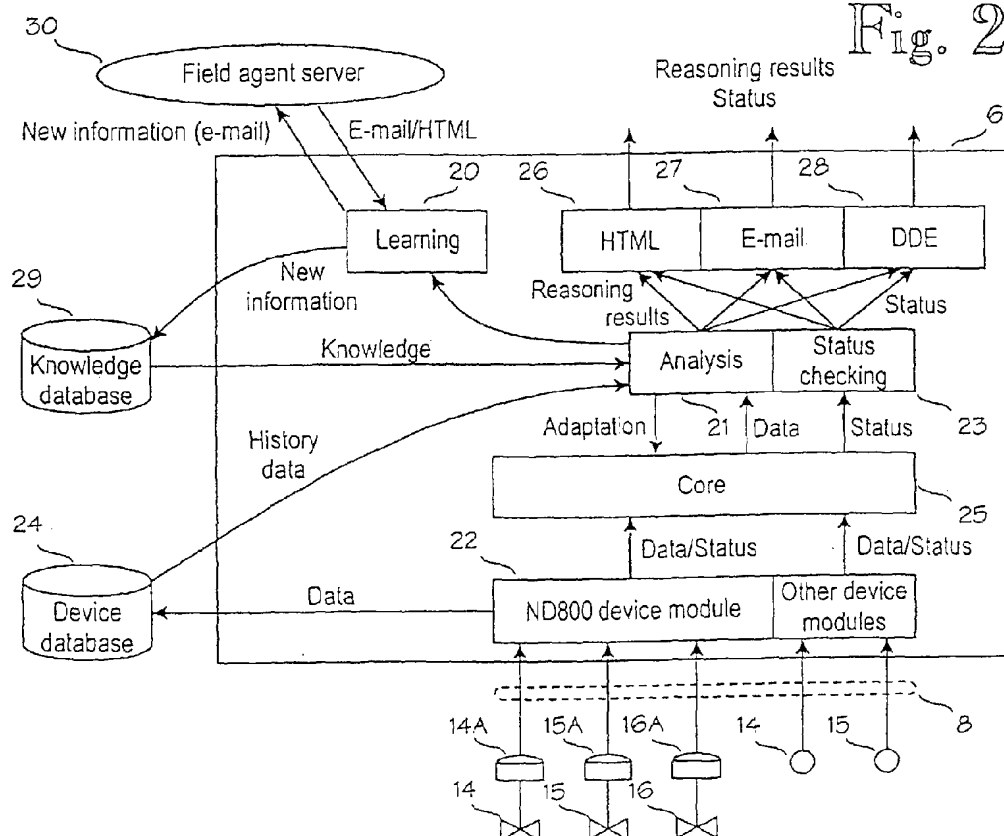 Fig. 2
30
Field agent server
Reasoning results
Status
New information (e-mail)
E-mail/HTML
6
20
26
27
28
Learning
HTML
E-mail
DDE
29
New
information
Reasoning
results
Status
Knowledge
database
Knowledge
Analysis
Status
checking
History
data
Adaptation
21
Data
Status
23
Core
25
24
22
Data/Status
Data/Status
Device
database
Data
ND800 device module
Other device
modules
8
14A
15A
16A
14
15
14
15
16